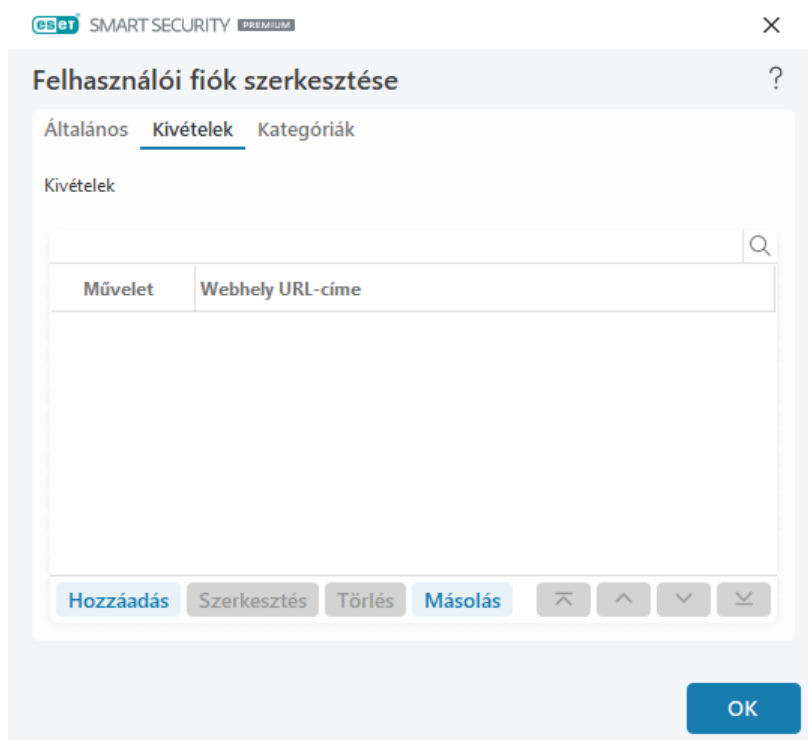 eset SMART SECURITY PREMIUM
Felhasználói fiók szerkesztése ?
Általános Kivételek Kategóriák
Kivételek
Művelet Webhely URL-címe
Hozzáadás Szerkesztés Törlés Másolás
OK